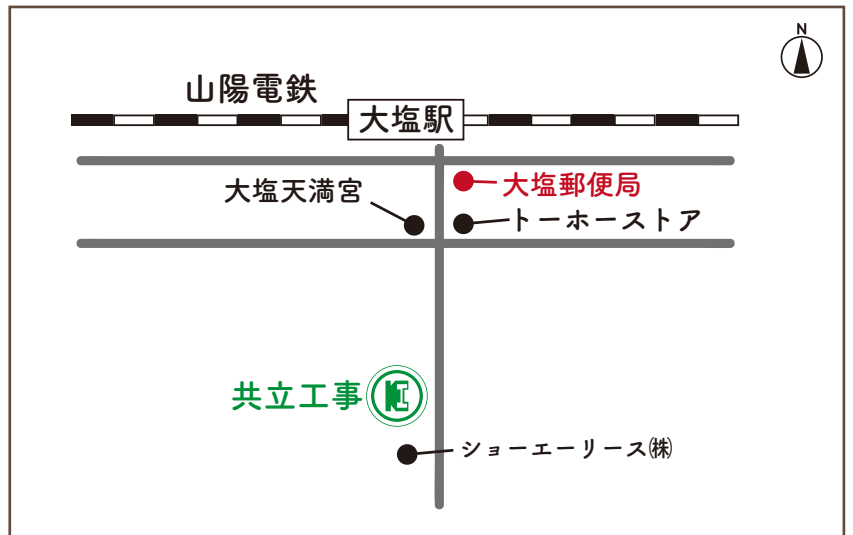 N
山陽電鉄
大塩駅
大塩郵便局
大塩天満宮
トーホーストア
共立工事
ショーエーリース㈱